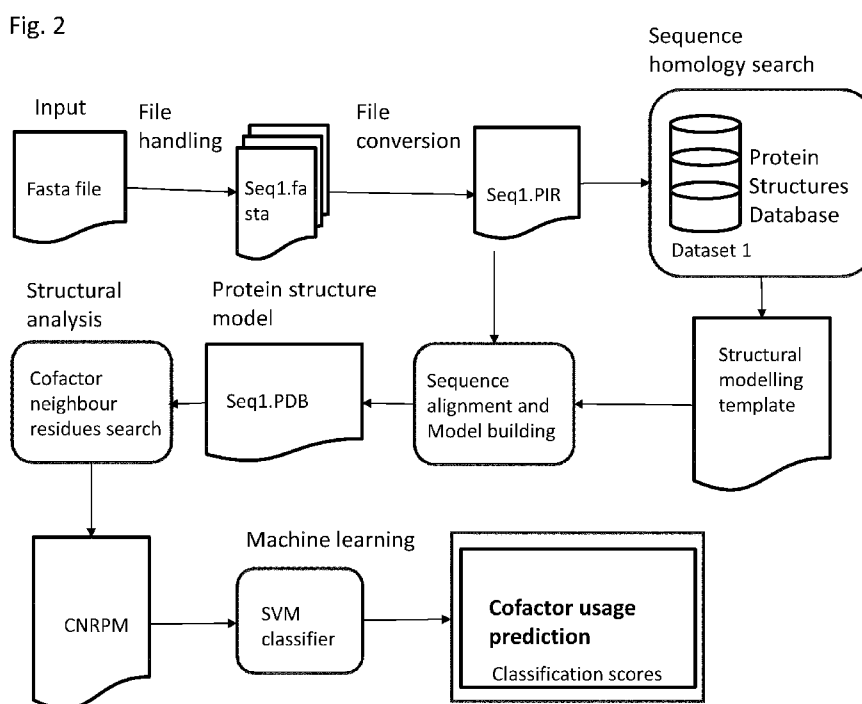 Fig. 2
Sequence
homology search
Input
File
handling
File
conversion
Fasta file
Seq1.fa
sta
Seq1.PIR
Protein
Structures
Database
Dataset 1
Structural
analysis
Protein structure
model
Cofactor
neighbour
residues search
Seq1.PDB
Sequence
alignment and
Model building
Structural
modelling
template
Machine learning
CNRPM
SVM
classifier
Cofactor usage
prediction
Classification scores